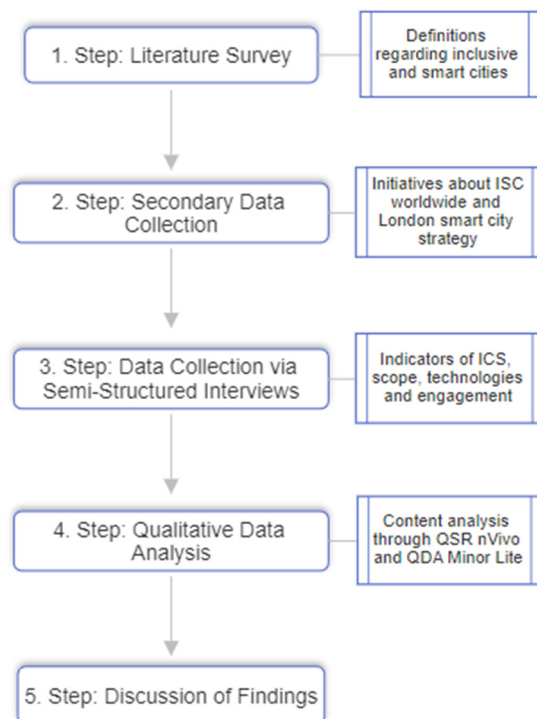 1. Step: Literature Survey
Definitions
regarding inclusive
and smart cities
2. Step: Secondary Data
Collection
Initiatives about ISC
worldwide and
London smart city
strategy
3. Step: Data Collection via
Semi-Structured Interviews
Indicators of ICS,
scope, technologies
and engagement
4. Step: Qualitative Data
Analysis
Content analysis
through QSR nVivo
and QDA Minor Lite
5. Step: Discussion of Findings